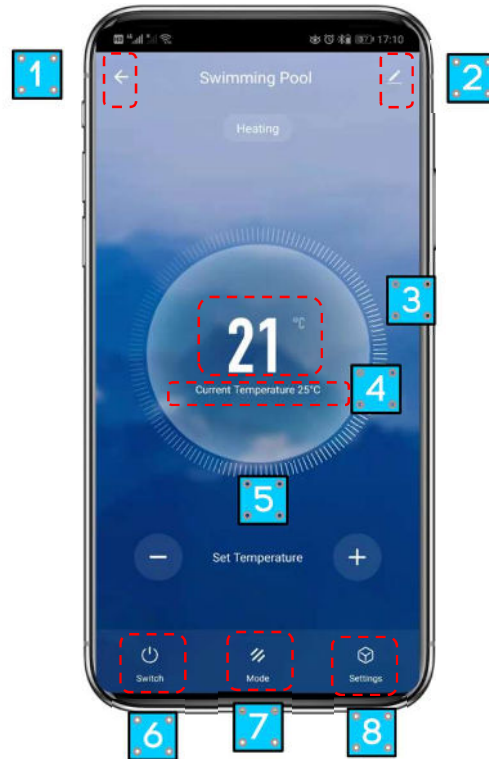 17:10
1
Swimming Pool
2
Heating
3
21 °C
Current Temperature 25°C
4
5
− Set Temperature +
Switch
Mode
Settings
6
7
8